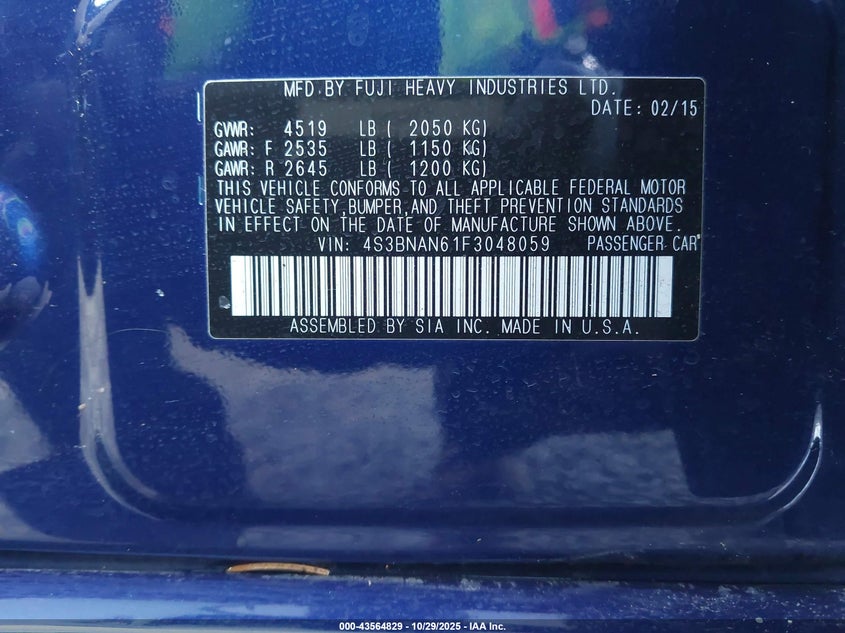 MFD BY FUJI HEAVY INDUSTRIES LTD.
DATE: 02/15
GVWR: 4519 LB ( 2050 KG)
GAWR: F 2535 LB ( 1150 KG)
GAWR: R 2645 LB ( 1200 KG)
THIS VEHICLE CONFORMS TO ALL APPLICABLE FEDERAL MOTOR
VEHICLE SAFETY,BUMPER,AND THEFT PREVENTION STANDARDS
IN EFFECT ON THE DATE OF MANUFACTURE SHOWN ABOVE.
VIN: 4S3BNAN61F3048059 PASSENGER CAR
ASSEMBLED BY SIA INC. MADE IN U.S.A.
000-43564829 - 10/29/2025 - IAA Inc.